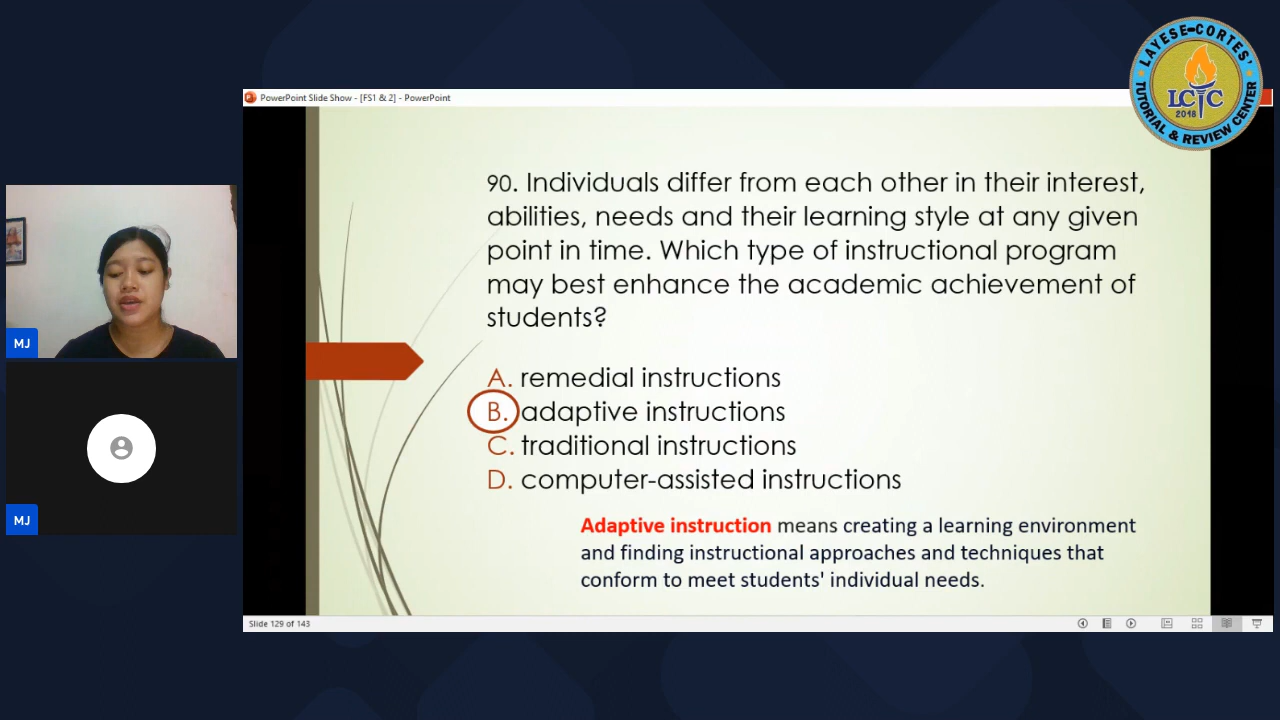 LAYESE-CORTES'
LCTC
2018
TUTORIAL & REVIEW CENTER
PowerPoint Slide Show - [FS1 & 2] - PowerPoint
90. Individuals differ from each other in their interest,
abilities, needs and their learning style at any given
point in time. Which type of instructional program
may best enhance the academic achievement of
students?
A. remedial instructions
B. adaptive instructions
C. traditional instructions
D. computer-assisted instructions
Adaptive instruction means creating a learning environment
and finding instructional approaches and techniques that
conform to meet students' individual needs.
MJ
MJ
Slide 129 of 143